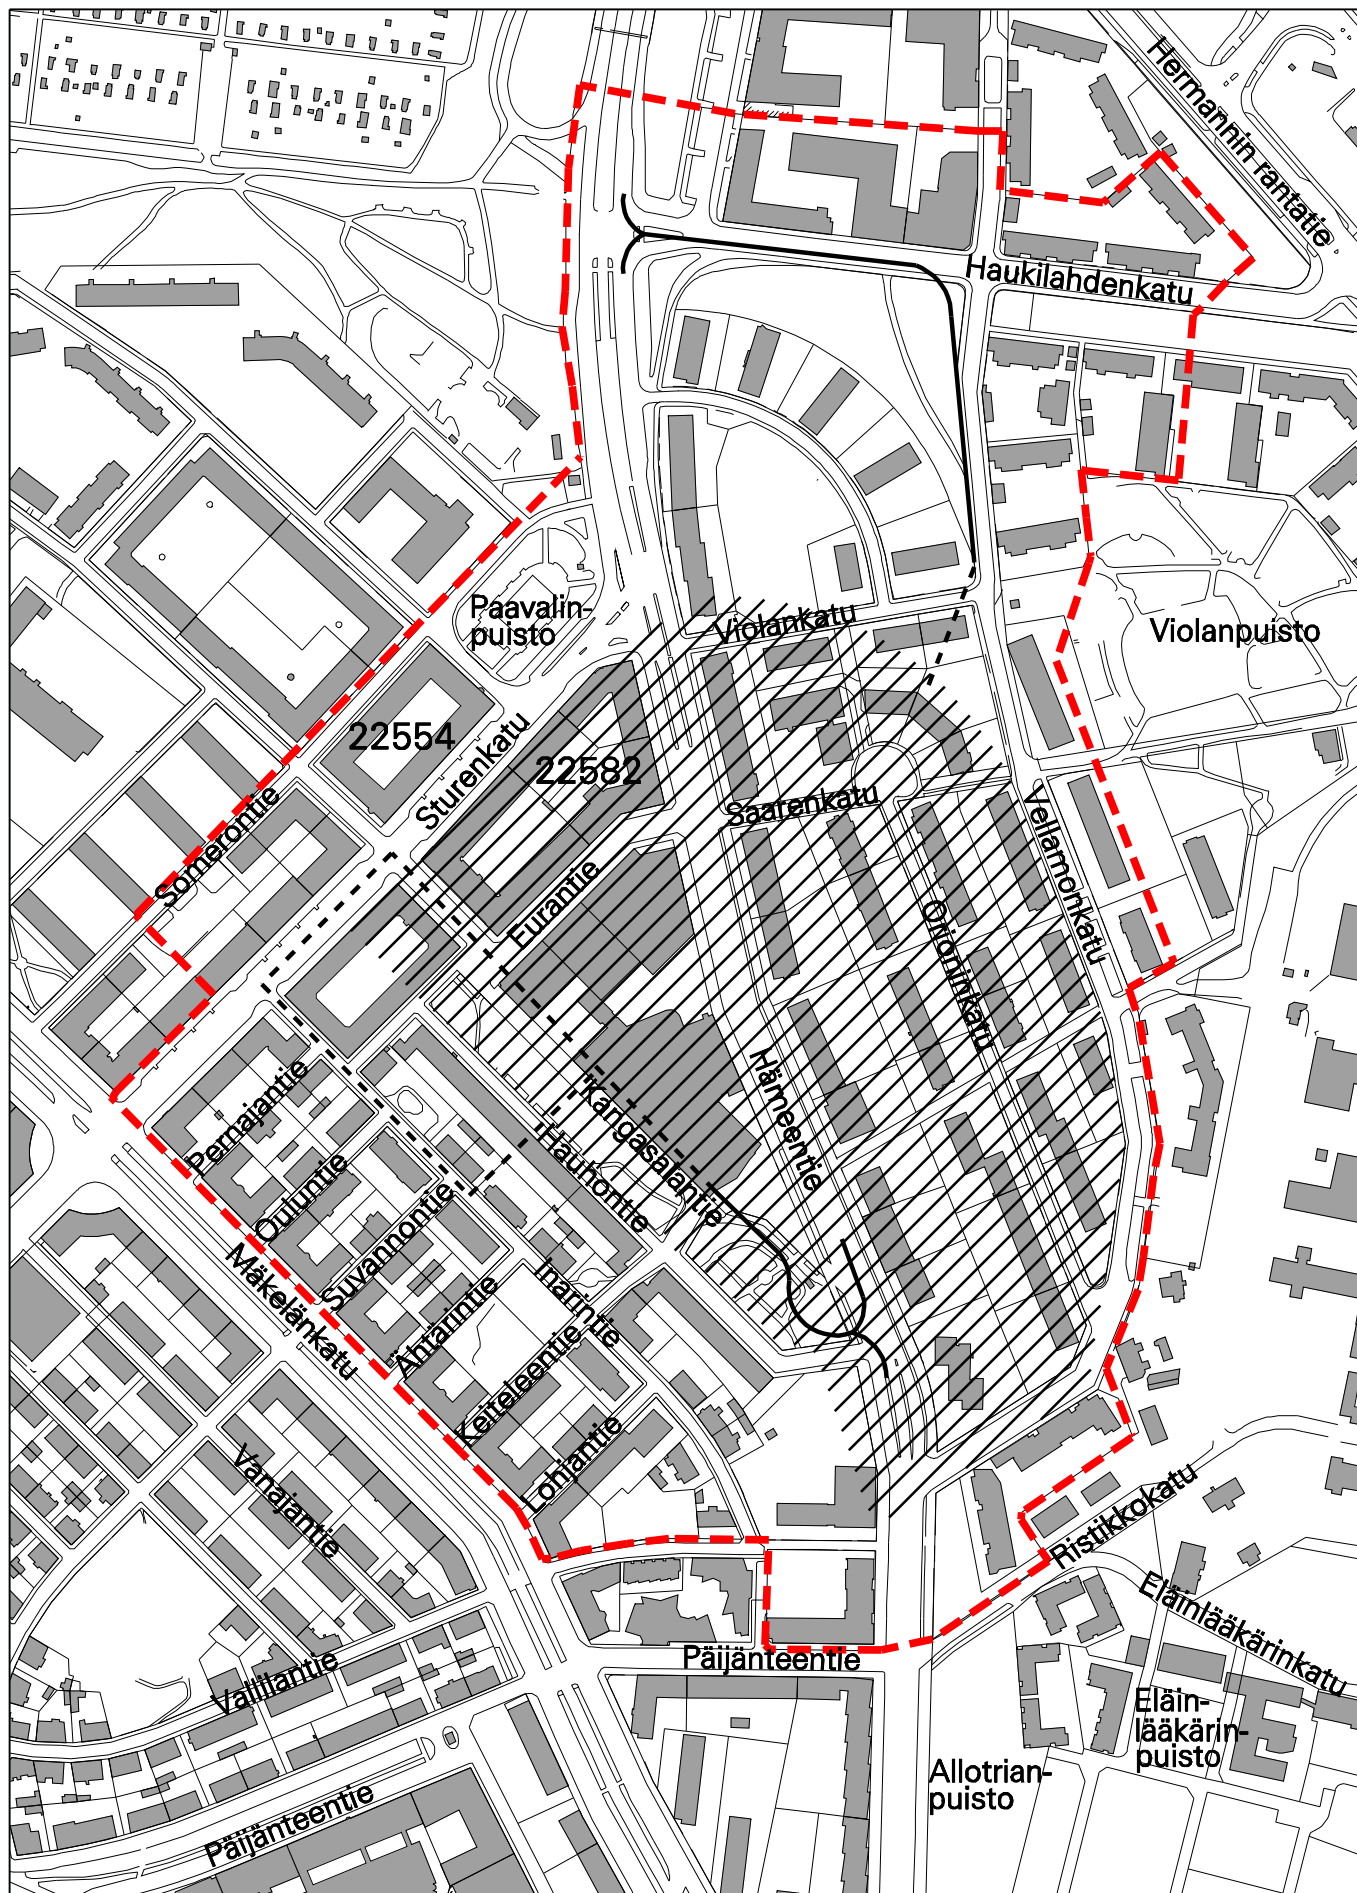 Hermannin rantatie
Haukilahdenkatu
Paavalin-
puisto
Violankatu
Violanpuisto
22554
Sturenkatu
22582
Saarenkatu
Somerontie
Vellamonkatu
Eurantie
Orioninkatu
Hämeentie
Pernajantie
Kangasalantie
Hauhontie
Ouluntie
Suvannontie
Mäkelänkatu
Inarintie
Ähtärintie
Keiteleentie
Lohjantie
Vanajantie
Ristikkokatu
Eläinlääkärinkatu
Päijänteentie
Vallilantie
Eläin-
lääkärin-
puisto
Allotrian-
puisto
Päijänteentie